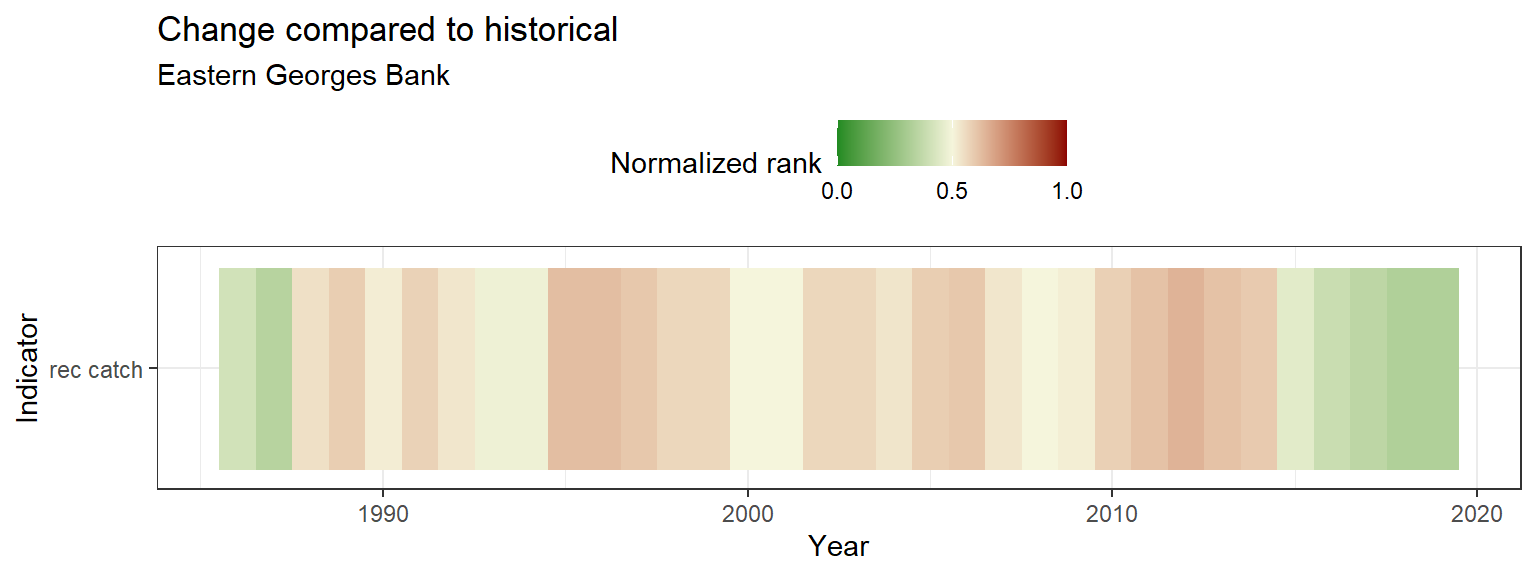 Change compared to historical
Eastern Georges Bank
Normalized rank
0.0 0.5 1.0
Indicator
rec catch
1990 2000 2010 2020
Year